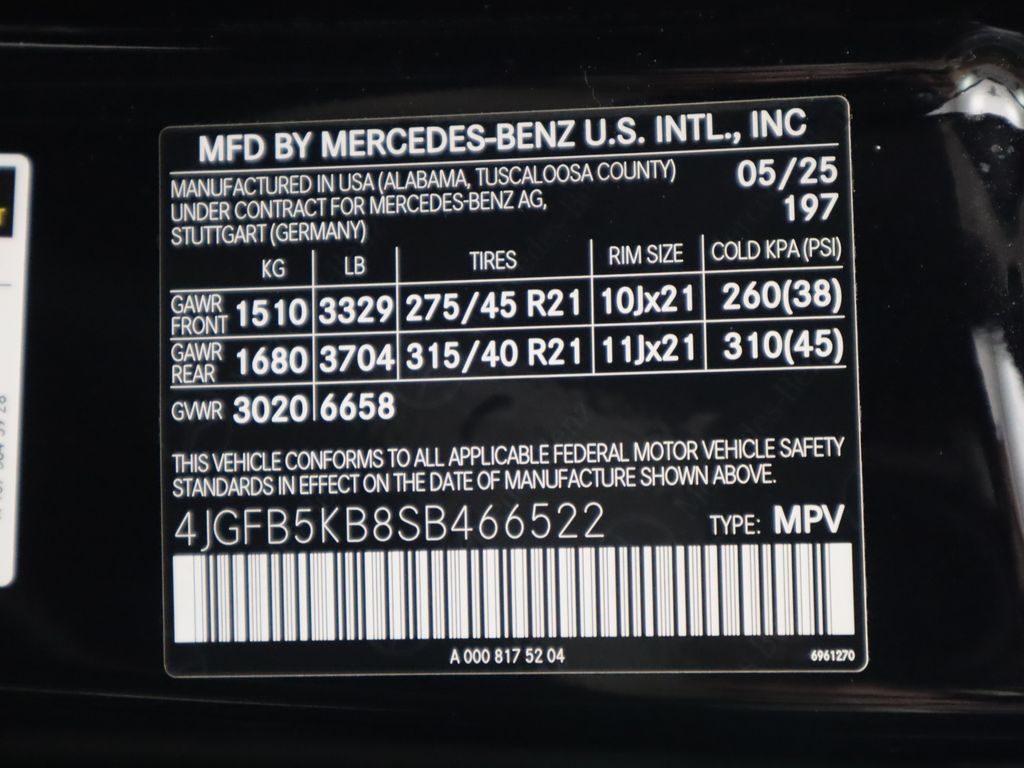 MFD BY MERCEDES-BENZ U.S. INTL., INC
MANUFACTURED IN USA (ALABAMA, TUSCALOOSA COUNTY) 05/25
UNDER CONTRACT FOR MERCEDES-BENZ AG, 197
STUTTGART (GERMANY)
KG LB TIRES RIM SIZE COLD KPA (PSI)
GAWR FRONT 1510 3329 275/45 R21 10Jx21 260(38)
GAWR REAR 1680 3704 315/40 R21 11Jx21 310(45)
GVWR 3020 6658
THIS VEHICLE CONFORMS TO ALL APPLICABLE FEDERAL MOTOR VEHICLE SAFETY
STANDARDS IN EFFECT ON THE DATE OF MANUFACTURE SHOWN ABOVE.
4JGFB5KB8SB466522 TYPE: MPV
A 000 817 52 04 6961270